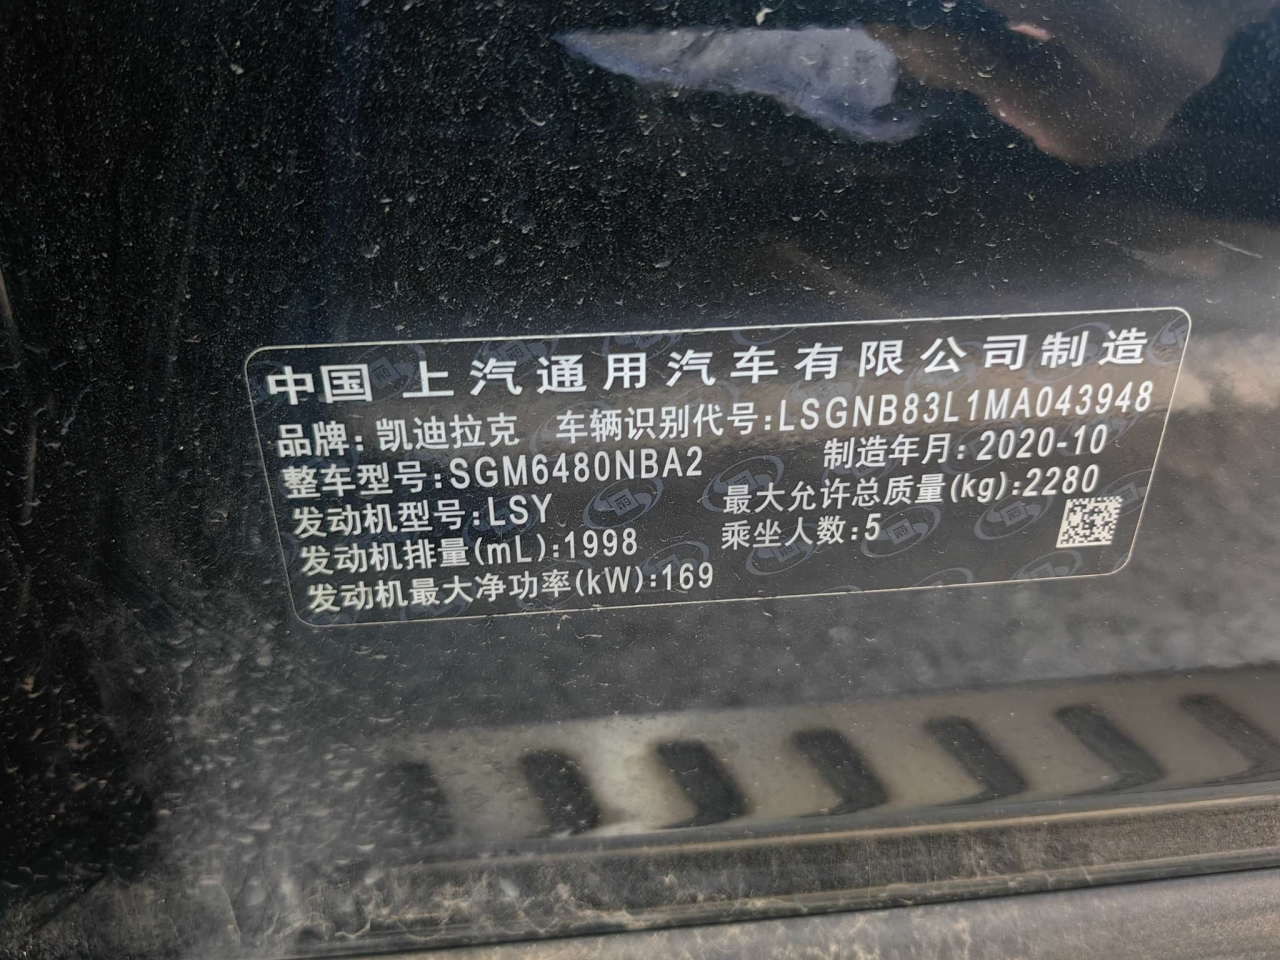 中国 上汽通用汽车有限公司制造
品牌:凯迪拉克 车辆识别代号:LSGNB83L1MA043948
整车型号:SGM6480NBA2 制造年月:2020-10
发动机型号:LSY 最大允许总质量(kg):2280
发动机排量(mL):1998 乘坐人数:5
发动机最大净功率(kW):169